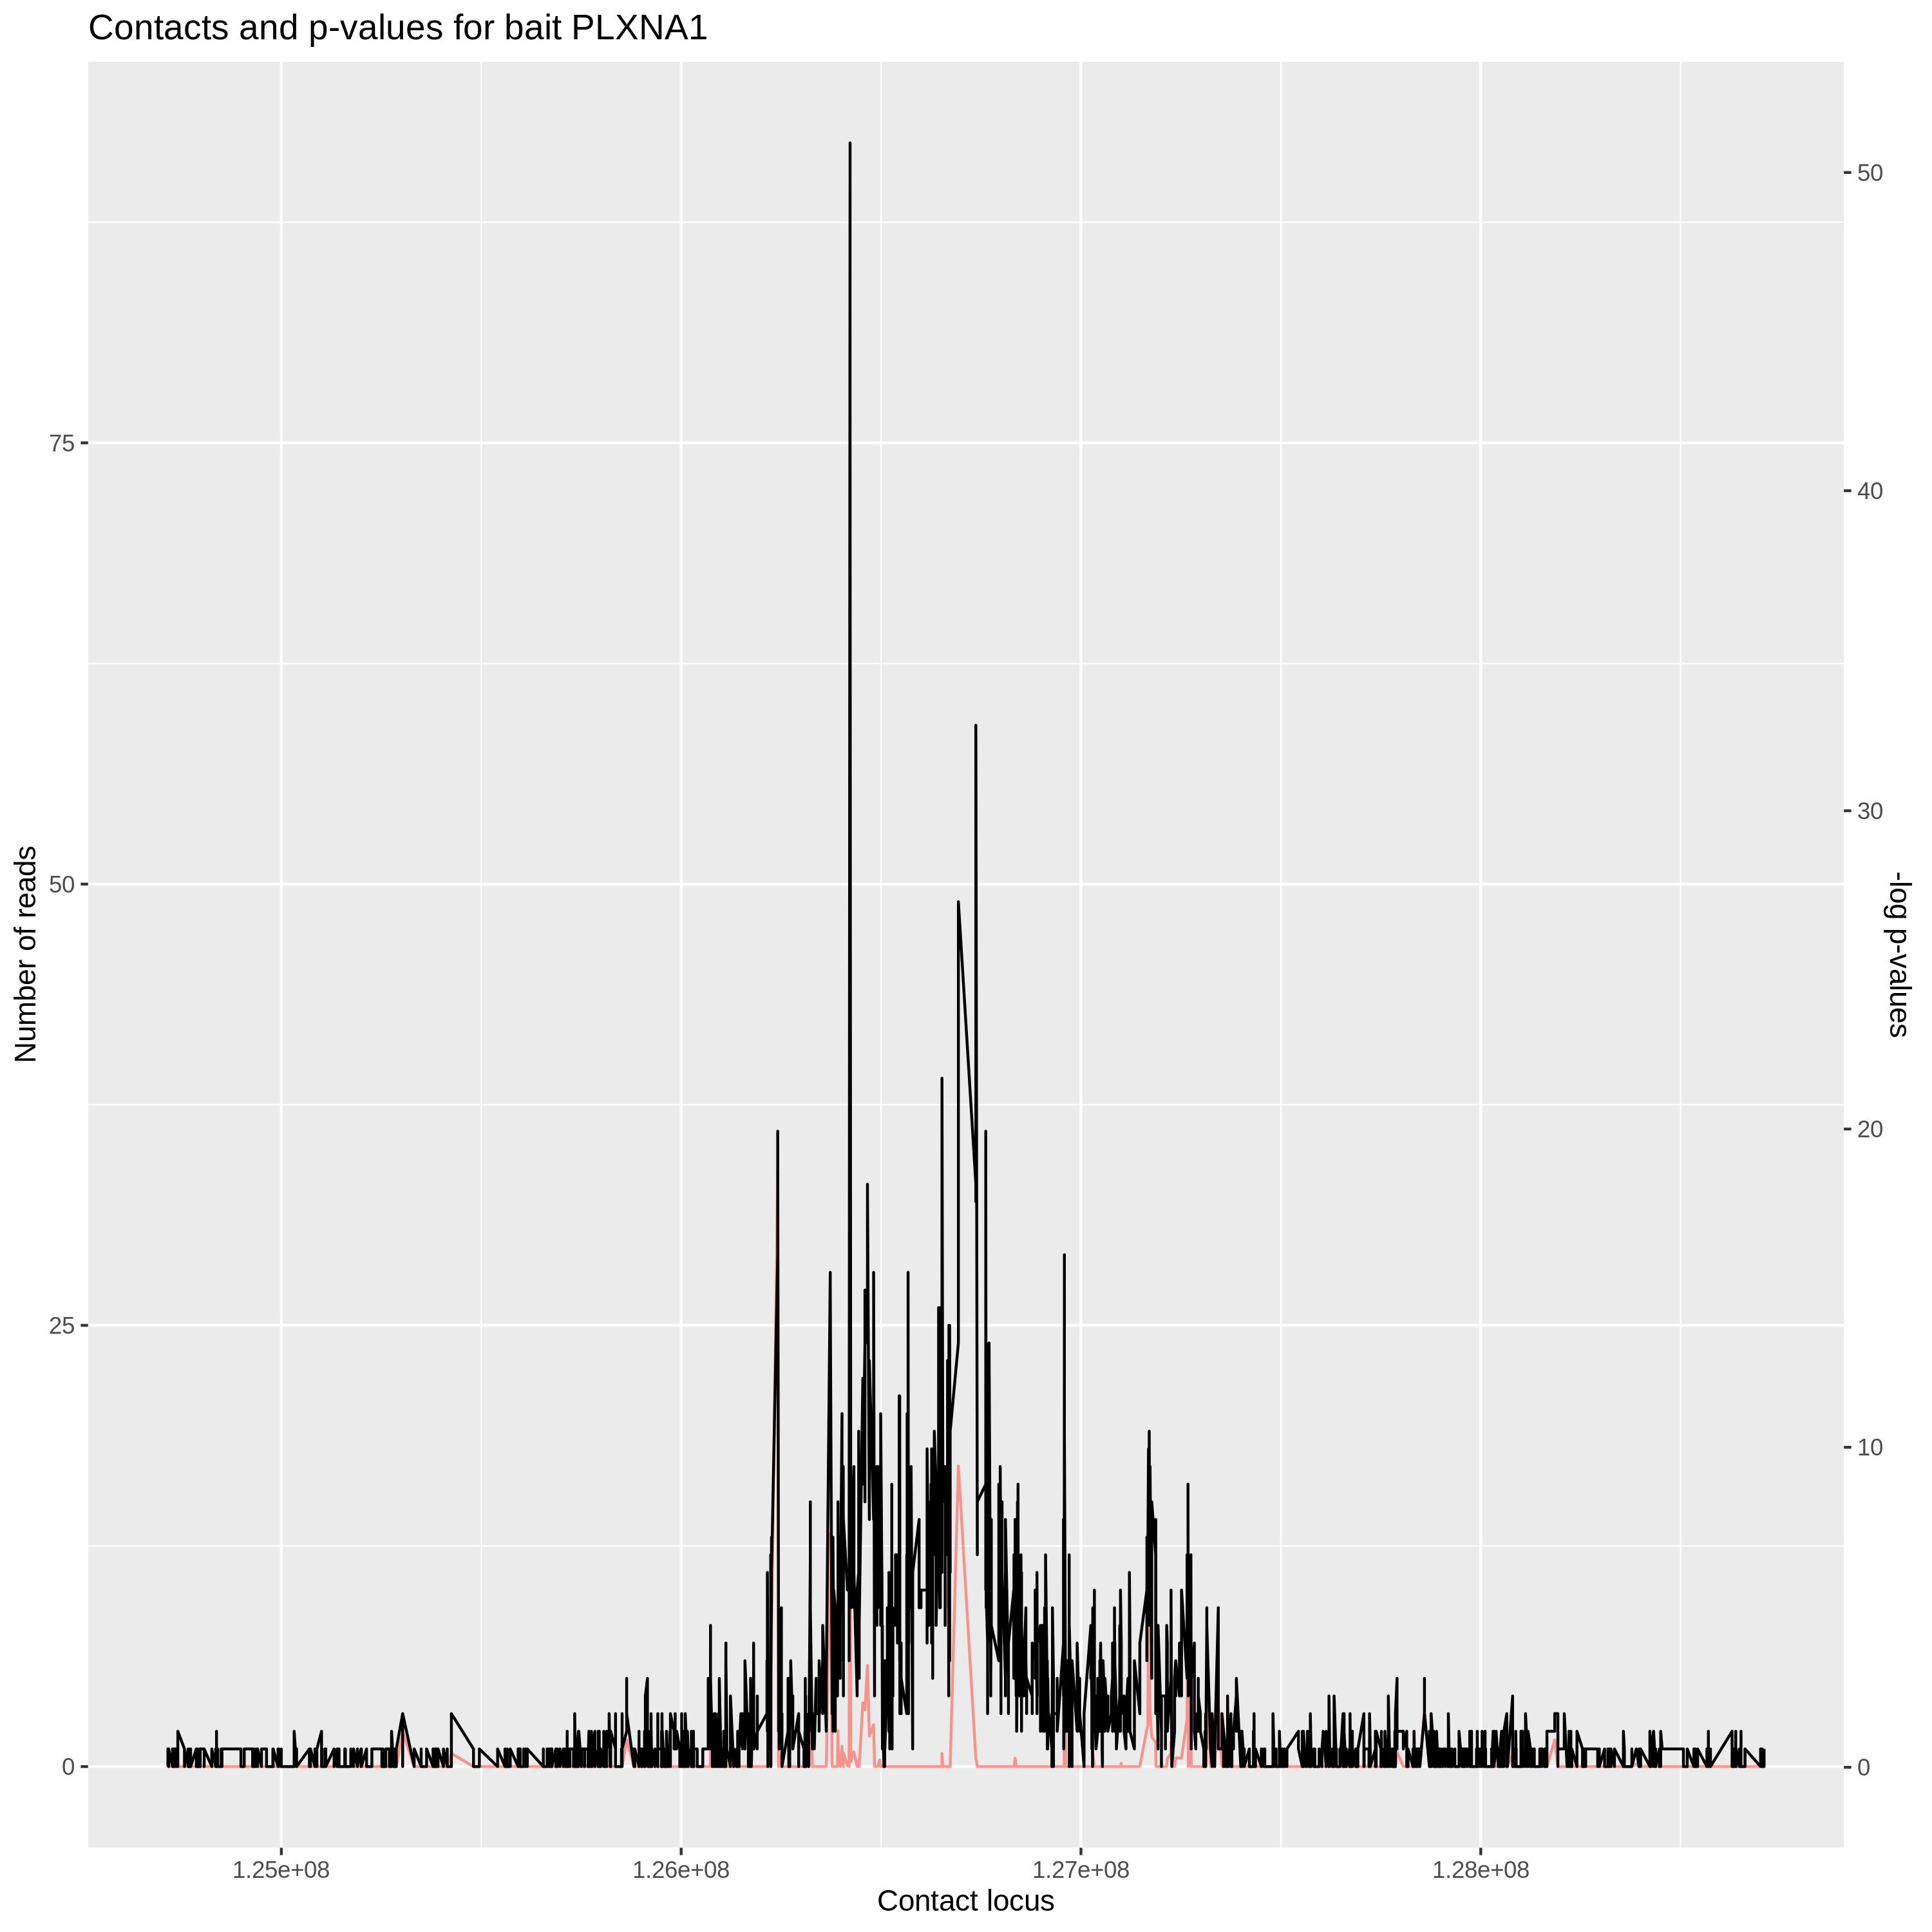 Contacts and p-values for bait PLXNA1
Number of reads
75
50
25
0
50
40
30
20
10
0
-log p-values
1.25e+08 1.26e+08 1.27e+08 1.28e+08
Contact locus